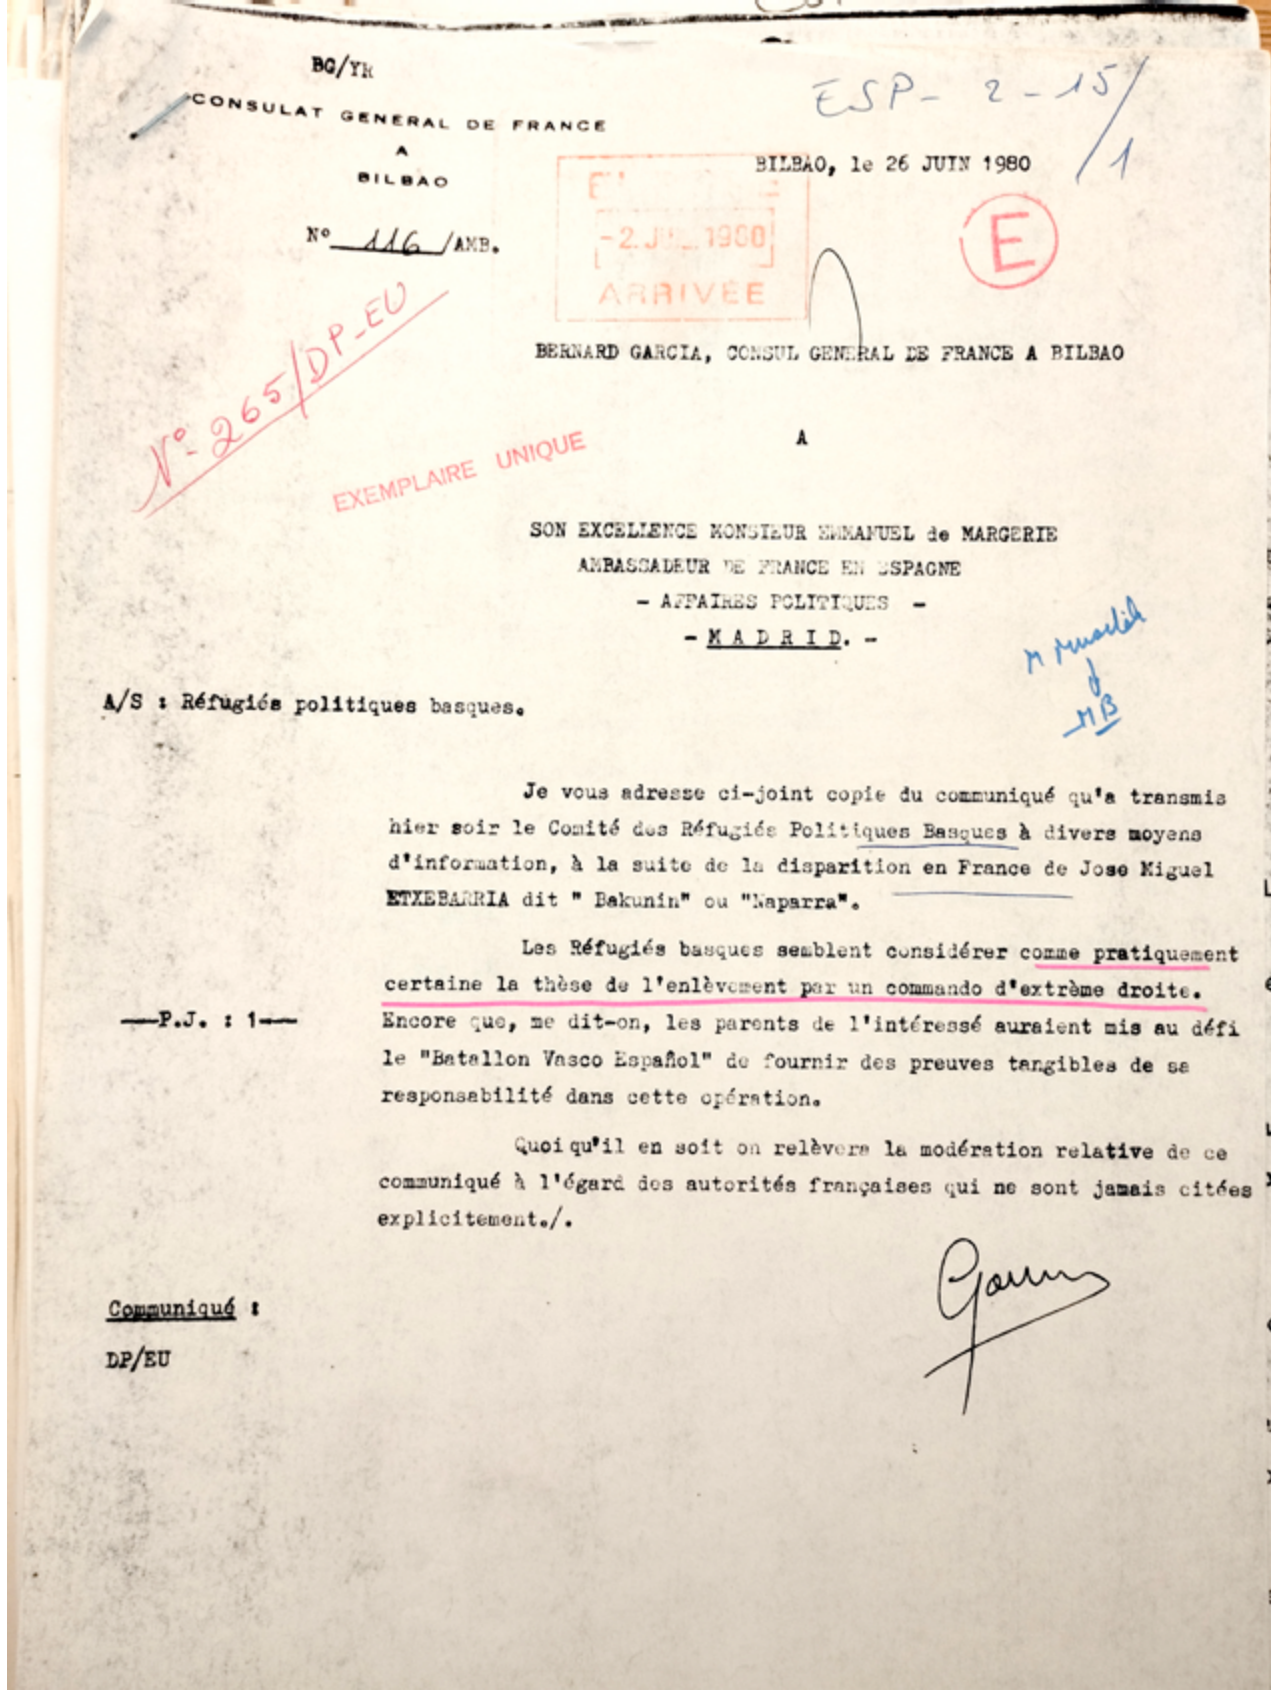 BG/YR
ESP- 2-15/1
CONSULAT GENERAL DE FRANCE
A
BILBAO
BILBAO, le 26 JUIN 1980
N° 116 /AMB.
-2. JUIL. 1980
ARRIVÉE
E
N° 265/DP-EU
BERNARD GARCIA, CONSUL GENERAL DE FRANCE A BILBAO
A
EXEMPLAIRE UNIQUE
SON EXCELLENCE MONSIEUR EMMANUEL de MARGERIE
AMBASSADEUR DE FRANCE EN ESPAGNE
- AFFAIRES POLITIQUES -
- M A D R I D. -
MB
A/S : Réfugiés politiques basques.
Je vous adresse ci-joint copie du communiqué qu'a transmis
hier soir le Comité des Réfugiés Politiques Basques à divers moyens
d'information, à la suite de la disparition en France de Jose Miguel
ETXEBARRIA dit " Bakunin" ou "Naparra".
Les Réfugiés basques semblent considérer comme pratiquement
certaine la thèse de l'enlèvement par un commando d'extrème droite.
—P.J. : 1—
Encore que, me dit-on, les parents de l'intéressé auraient mis au défi
le "Batallon Vasco Español" de fournir des preuves tangibles de sa
responsabilité dans cette opération.
Quoi qu'il en soit on relèvera la modération relative de ce
communiqué à l'égard des autorités françaises qui ne sont jamais citées
explicitement./.
Communiqué :
DP/EU